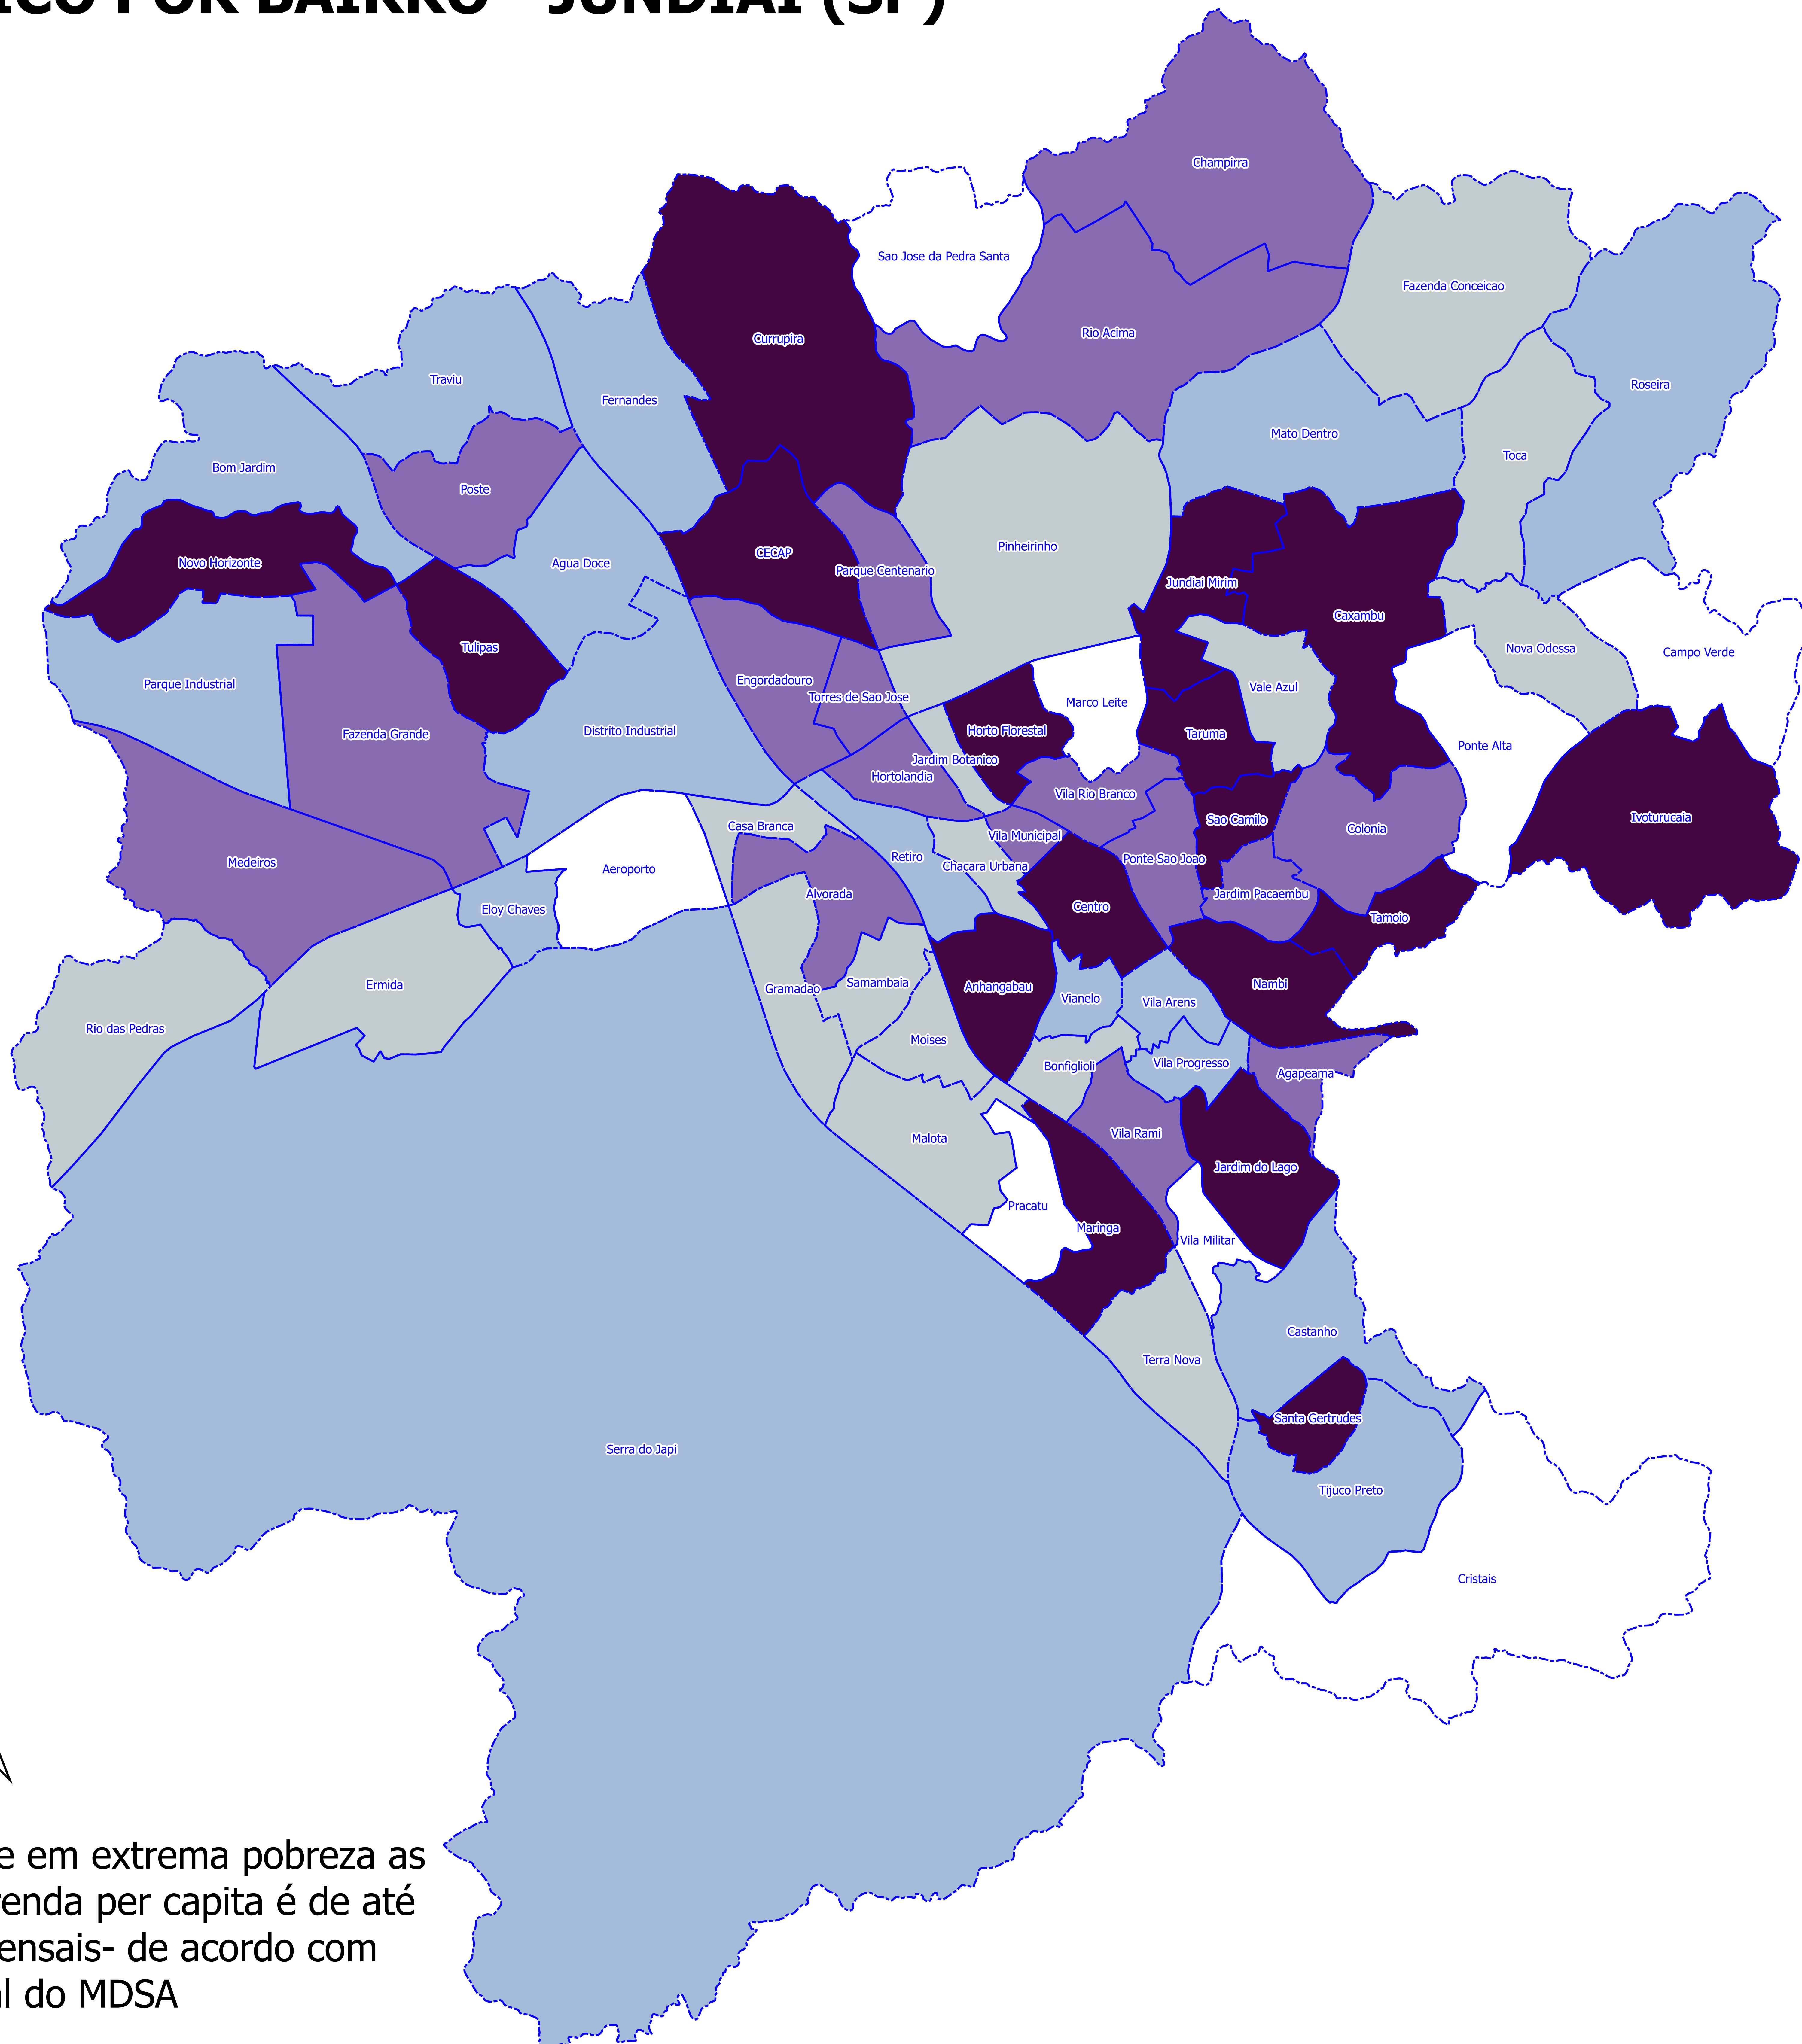 ICO POR BAIRRO - JUNDIAÍ (SP)
Champirra
Sao Jose da Pedra Santa
Fazenda Conceicao
Rio Acima
Currupira
Traviu
Roseira
Fernandes
Mato Dentro
Toca
Bom Jardim
Poste
Pinheirinho
CECAP
Novo Horizonte
Agua Doce
Parque Centenario
Jundiai Mirim
Caxambu
Tulipas
Nova Odessa
Campo Verde
Parque Industrial
Engordadouro
Vale Azul
Torres de Sao Jose
Marco Leite
Distrito Industrial
Horto Florestal
Fazenda Grande
Taruma
Ponte Alta
Jardim Botanico
Hortolandia
Vila Rio Branco
Ivoturucaia
Sao Camilo
Casa Branca
Colonia
Vila Municipal
Retiro
Ponte Sao Joao
Medeiros
Chacara Urbana
Aeroporto
Alvorada
Jardim Pacaembu
Centro
Eloy Chaves
Tamoio
Samambaia
Ermida
Nambi
Anhangabau
Gramadao
Vianelo
Vila Arens
Rio das Pedras
Moises
Vila Progresso
Bonfiglioli
Agapeama
Vila Rami
Malota
Jardim do Lago
Pracatu
Maringa
Vila Militar
Castanho
Terra Nova
Santa Gertrudes
Serra do Japi
Tijuco Preto
Cristais
e em extrema pobreza as
renda per capita é de até
ensais- de acordo com
al do MDSA